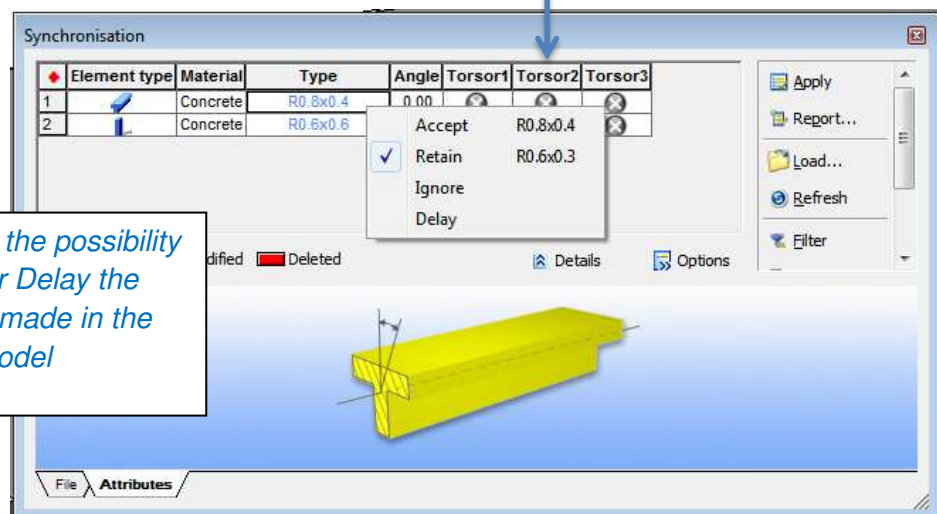 Synchronisation
Element type Material Type Angle Torsor1 Torsor2 Torsor3
1 Concrete R0.8x0.4 0.00
2 Concrete R0.6x0.6
Accept R0.8x0.4
Retain R0.6x0.3
Ignore
Delay
Apply
Report...
Load...
Refresh
Filter
the possibility
r Delay the
made in the
odel
dified Deleted Details Options
File Attributes